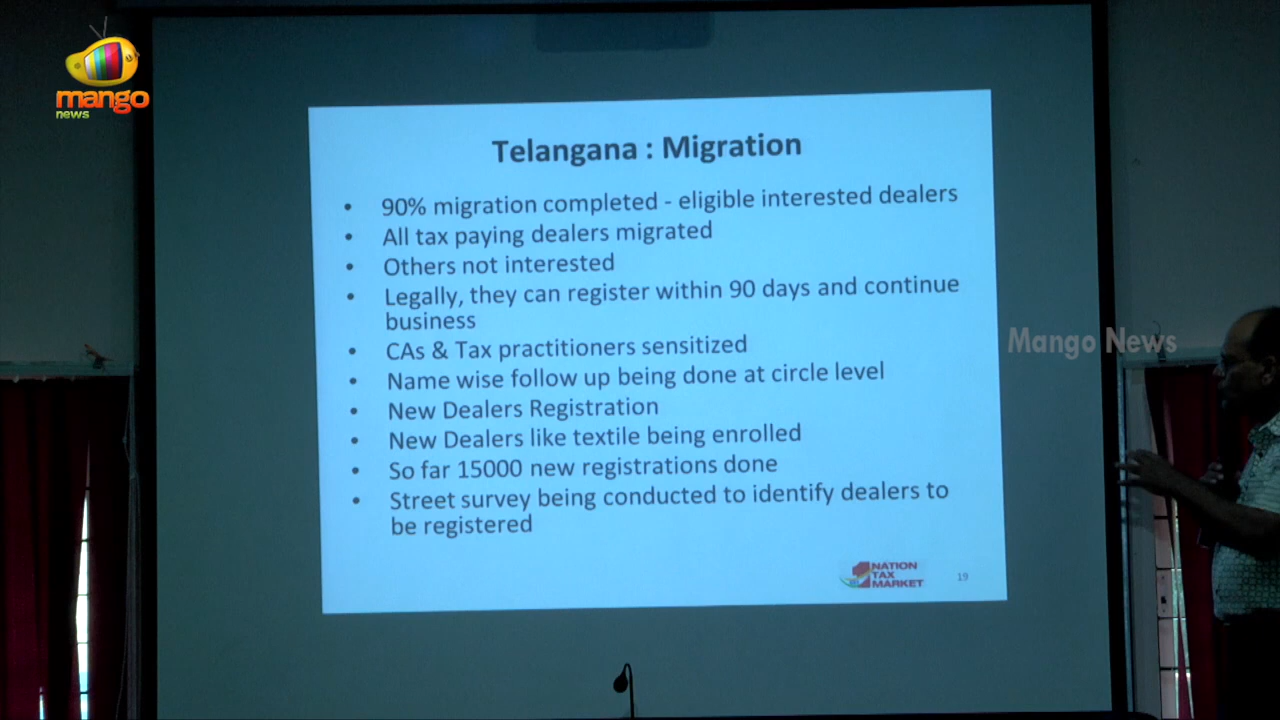 mango
news
Telangana : Migration
• 90% migration completed - eligible interested dealers
• All tax paying dealers migrated
• Others not interested
• Legally, they can register within 90 days and continue
business
• CAs & Tax practitioners sensitized
• Name wise follow up being done at circle level
• New Dealers Registration
• New Dealers like textile being enrolled
• So far 15000 new registrations done
• Street survey being conducted to identify dealers to
be registered
1 NATION
TAX
MARKET
19
Mango News